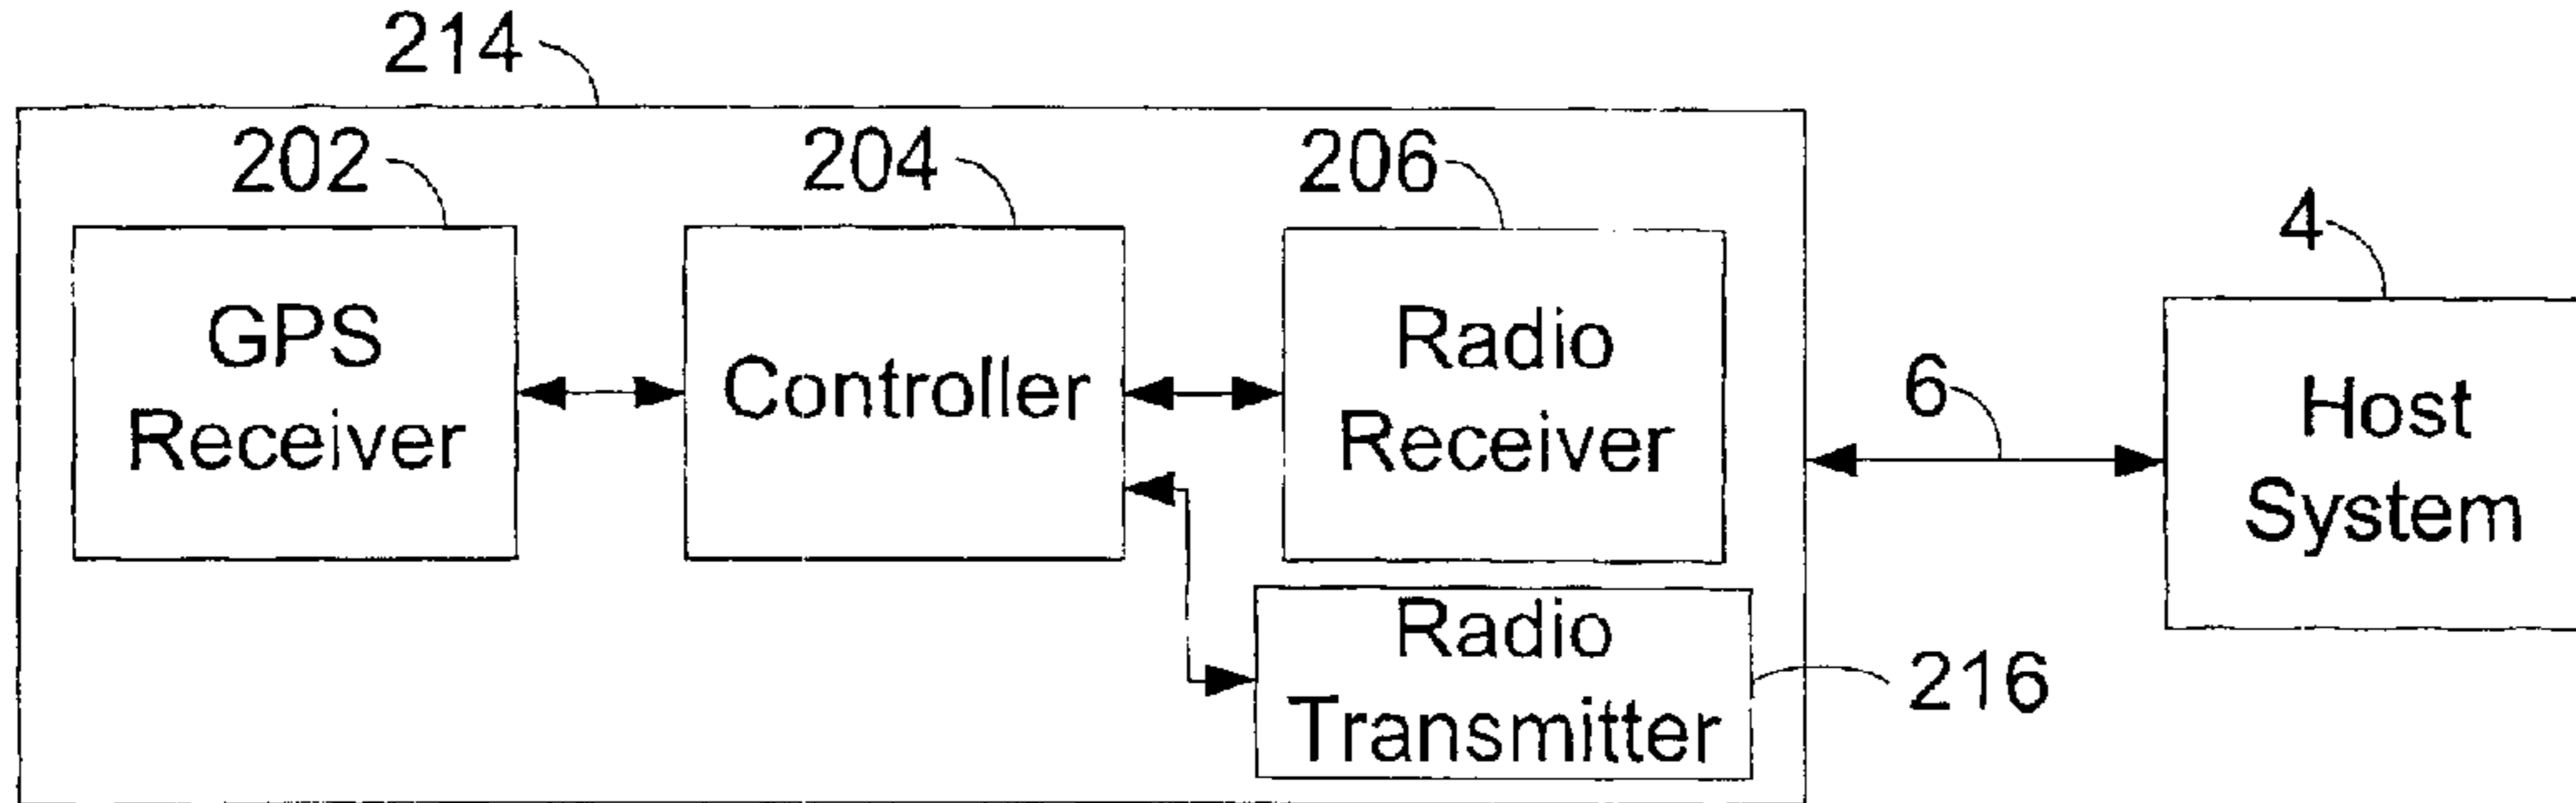 214
202
204
206
4
GPS
Receiver
Controller
Radio
Receiver
6
Host
System
Radio
Transmitter
216